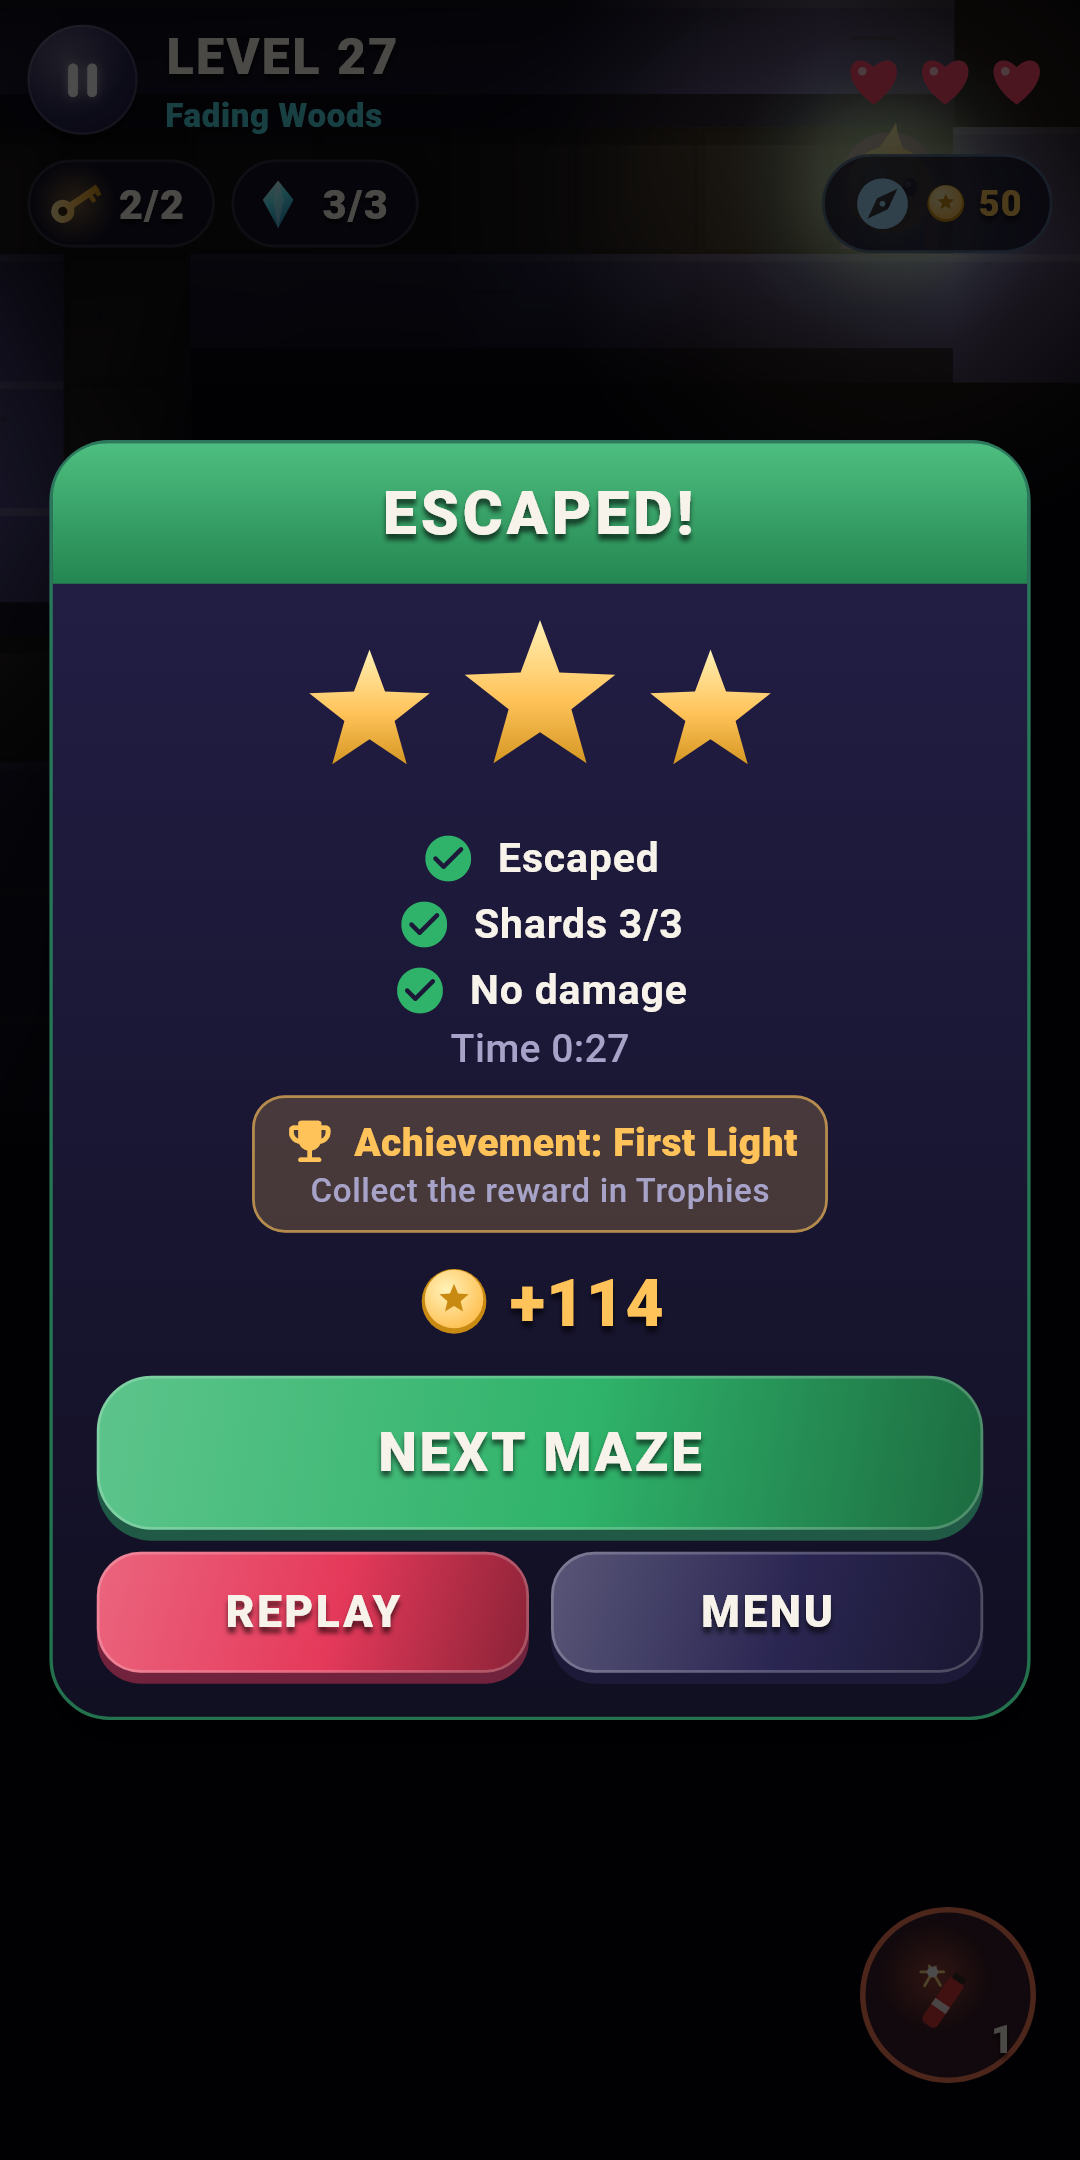 LEVEL 27
Fading Woods
2/2
3/3
50
ESCAPED!
Escaped
Shards 3/3
No damage
Time 0:27
Achievement: First Light
Collect the reward in Trophies
+114
NEXT MAZE
REPLAY
MENU
1